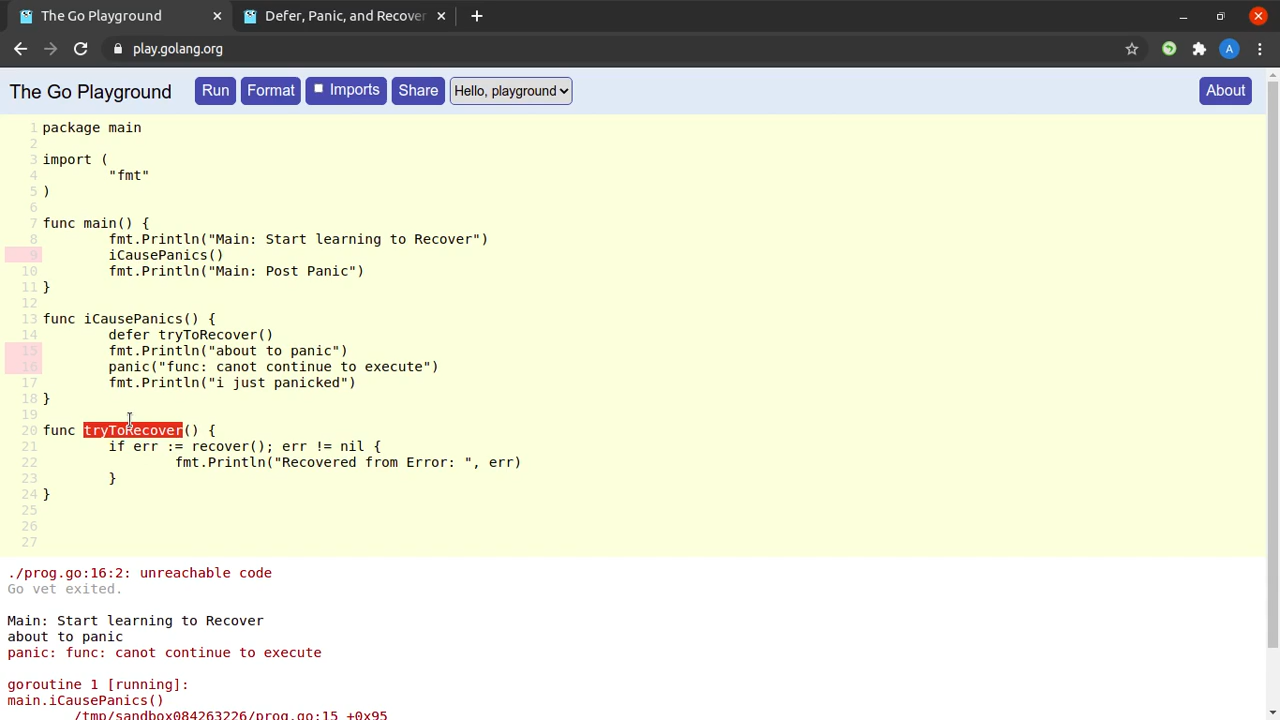 The Go Playground
Defer, Panic, and Recover
play.golang.org
A
The Go Playground Run Format Imports Share Hello, playground About
1 package main
2
3 import (
4 "fmt"
5 )
6
7 func main() {
8 fmt.Println("Main: Start learning to Recover")
9 iCausePanics()
10 fmt.Println("Main: Post Panic")
11 }
12
13 func iCausePanics() {
14 defer tryToRecover()
15 fmt.Println("about to panic")
16 panic("func: canot continue to execute")
17 fmt.Println("i just panicked")
18 }
19
20 func tryToRecover() {
21 if err := recover(); err != nil {
22 fmt.Println("Recovered from Error: ", err)
23 }
24 }
25
26
27
./prog.go:16:2: unreachable code
Go vet exited.
Main: Start learning to Recover
about to panic
panic: func: canot continue to execute
goroutine 1 [running]:
main.iCausePanics()
/tmp/sandbox084263226/prog.go:15 +0x95